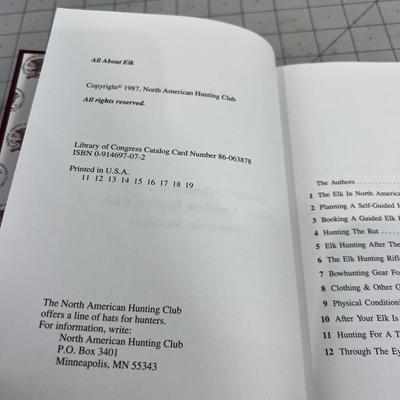 All About Elk
Copyright© 1987, North American Hunting Club
All rights reserved.
Library of Congress Catalog Card Number 86-063878
ISBN 0-914697-07-2
Printed in U.S.A.
11 12 13 14 15 16 17 18 19
The North American Hunting Club
offers a line of hats for hunters.
For information, write:
North American Hunting Club
P.O. Box 3401
Minneapolis, MN 55343
The Authors
1 The Elk In North America
2 Planning A Self-Guided
3 Booking A Guided Elk
4 Hunting The Rut
5 Elk Hunting After The
6 The Elk Hunting
7 Bowhunting Gear
8 Clothing & Other
9 Physical
10 After Your Elk Is
11 Hunting For A
12 Through The